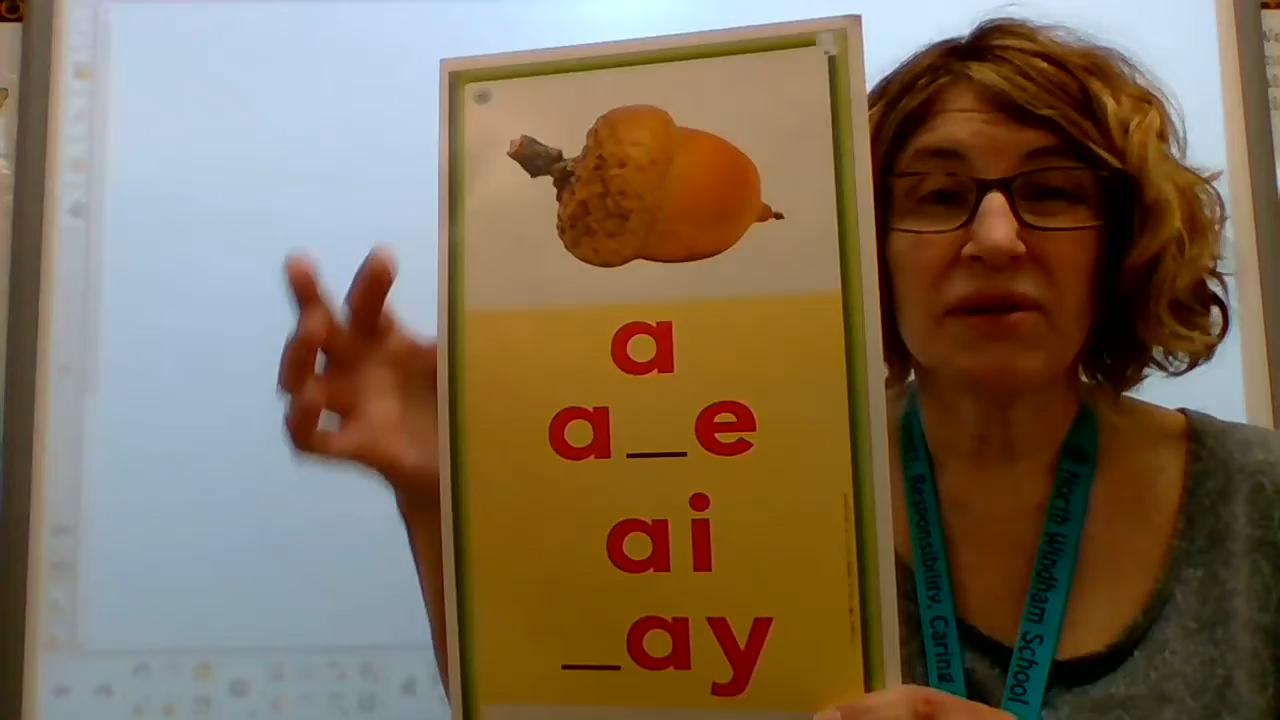 a
a_e
ai
_ay
Responsibility, Caring
North Windham School